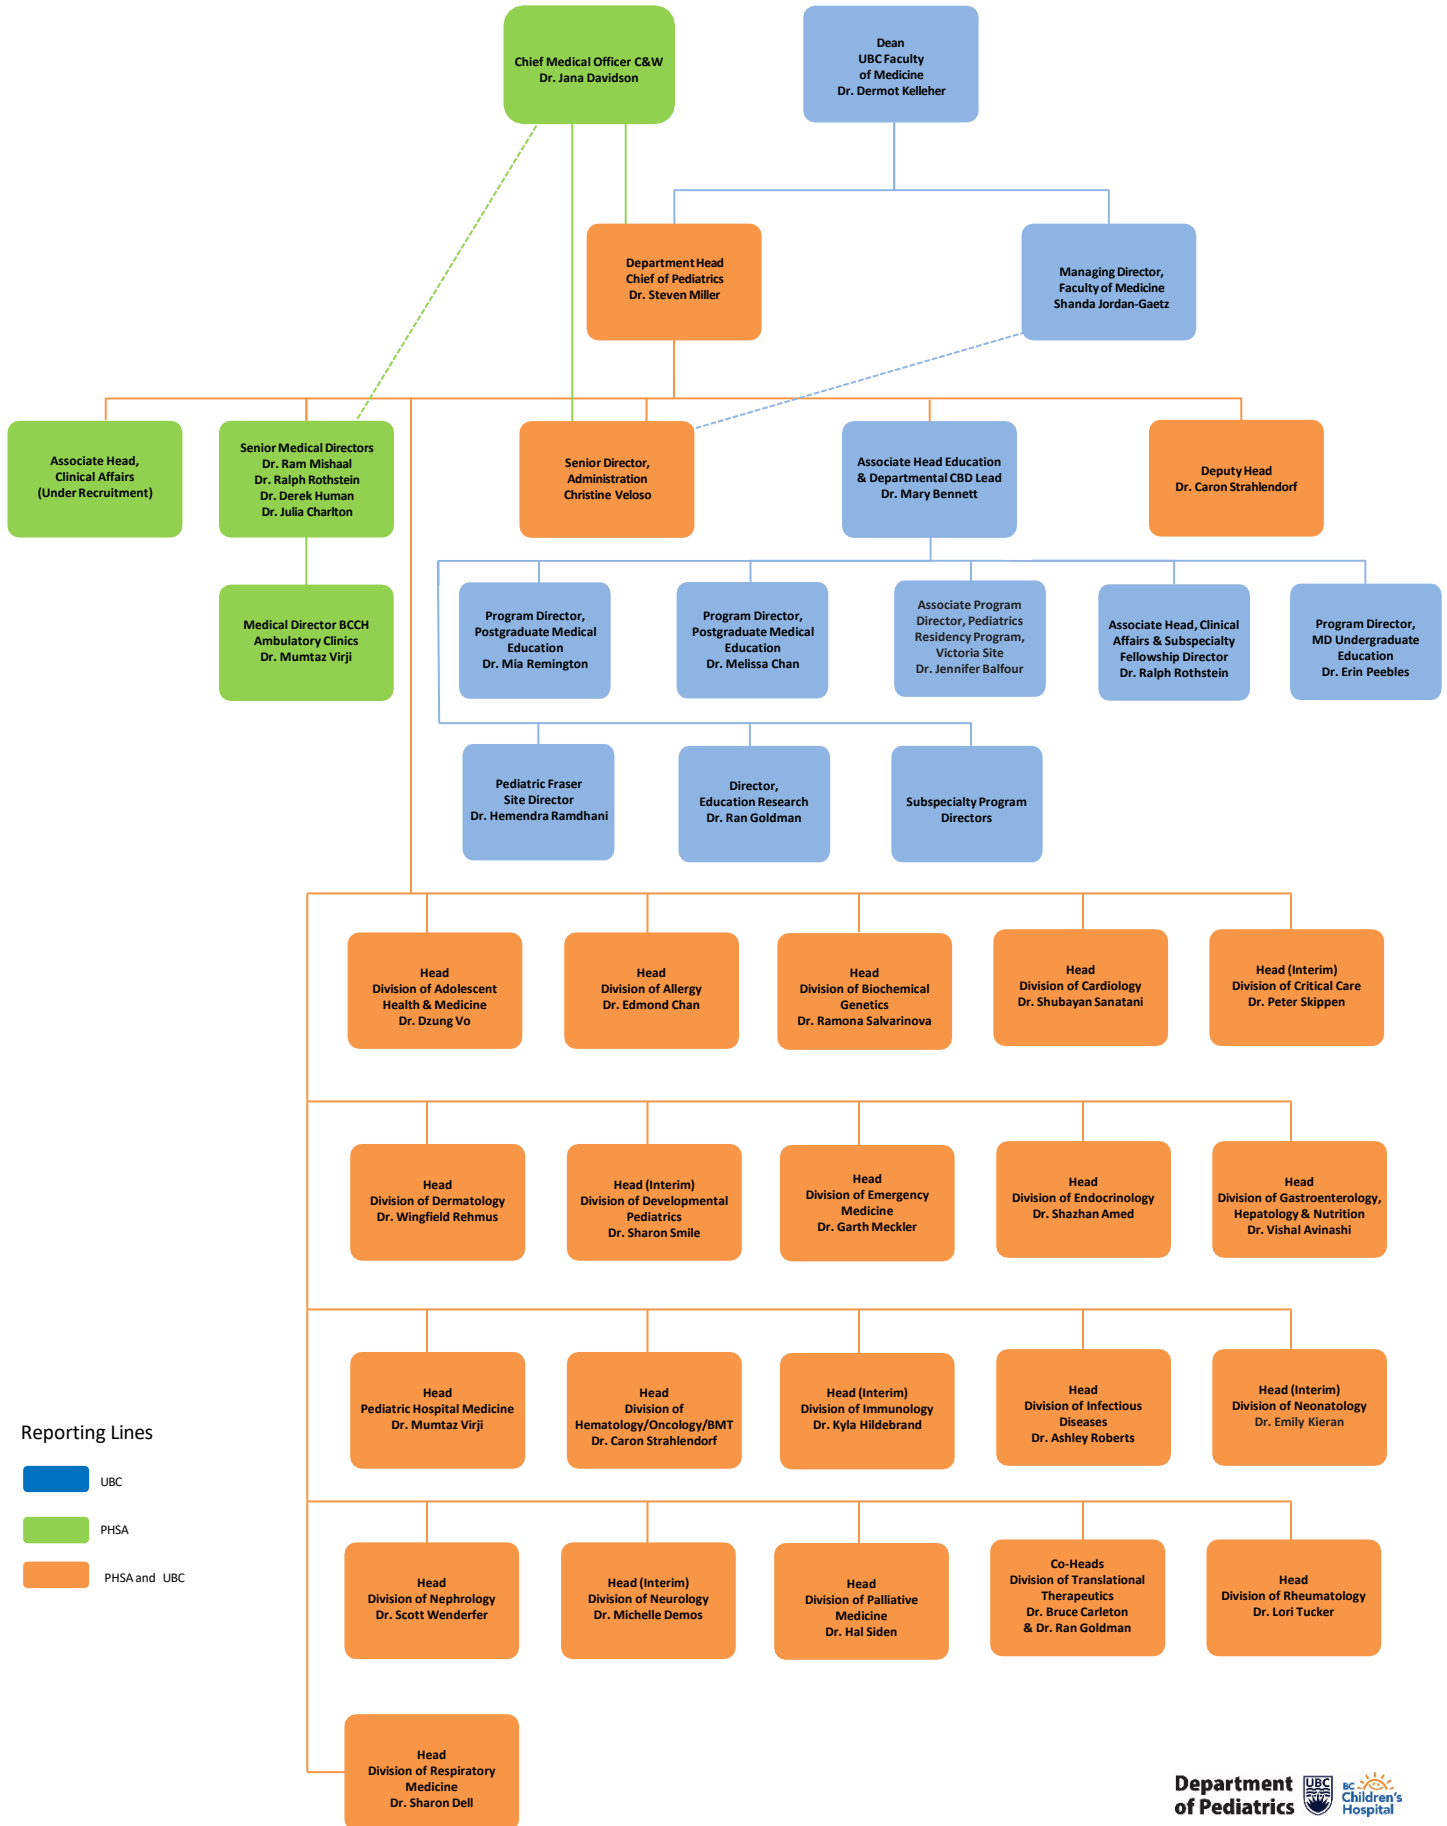 Chief Medical Officer C&W
Dr. Jana Davidson
Dean
UBC Faculty
of Medicine
Dr. Dermot Kelleher
Department Head
Chief of Pediatrics
Dr. Steven Miller
Managing Director,
Faculty of Medicine
Shanda Jordan-Gaetz
Associate Head,
Clinical Affairs
(Under Recruitment)
Senior Medical Directors
Dr. Ram Mishaal
Dr. Ralph Rothstein
Dr. Derek Human
Dr. Julia Charlton
Senior Director,
Administration
Christine Veloso
Associate Head Education
& Departmental CBD Lead
Dr. Mary Bennett
Deputy Head
Dr. Caron Strahlendorf
Medical Director BCCH
Ambulatory Clinics
Dr. Mumtaz Virji
Program Director,
Postgraduate Medical
Education
Dr. Mia Remington
Program Director,
Postgraduate Medical
Education
Dr. Melissa Chan
Associate Program
Director, Pediatrics
Residency Program,
Victoria Site
Dr. Jennifer Balfour
Associate Head, Clinical
Affairs & Subspecialty
Fellowship Director
Dr. Ralph Rothstein
Program Director,
MD Undergraduate
Education
Dr. Erin Peebles
Pediatric Fraser
Site Director
Dr. Hemendra Ramdhani
Director,
Education Research
Dr. Ran Goldman
Subspecialty Program
Directors
Head
Division of Adolescent
Health & Medicine
Dr. Dzung Vo
Head
Division of Allergy
Dr. Edmond Chan
Head
Division of Biochemical
Genetics
Dr. Ramona Salvarinova
Head
Division of Cardiology
Dr. Shubayan Sanatani
Head (Interim)
Division of Critical Care
Dr. Peter Skippen
Head
Division of Dermatology
Dr. Wingfield Rehmus
Head (Interim)
Division of Developmental
Pediatrics
Dr. Sharon Smile
Head
Division of Emergency
Medicine
Dr. Garth Meckler
Head
Division of Endocrinology
Dr. Shazhan Amed
Head
Division of Gastroenterology,
Hepatology & Nutrition
Dr. Vishal Avinashi
Head
Pediatric Hospital Medicine
Dr. Mumtaz Virji
Head
Division of
Hematology/Oncology/BMT
Dr. Caron Strahlendorf
Head (Interim)
Division of Immunology
Dr. Kyla Hildebrand
Head
Division of Infectious
Diseases
Dr. Ashley Roberts
Head (Interim)
Division of Neonatology
Dr. Emily Kieran
Reporting Lines
UBC
PHSA
PHSA and UBC
Head
Division of Nephrology
Dr. Scott Wenderfer
Head (Interim)
Division of Neurology
Dr. Michelle Demos
Head
Division of Palliative
Medicine
Dr. Hal Siden
Co-Heads
Division of Translational
Therapeutics
Dr. Bruce Carleton
& Dr. Ran Goldman
Head
Division of Rheumatology
Dr. Lori Tucker
Head
Division of Respiratory
Medicine
Dr. Sharon Dell
Department
of Pediatrics
UBC
BC
Children's
Hospital